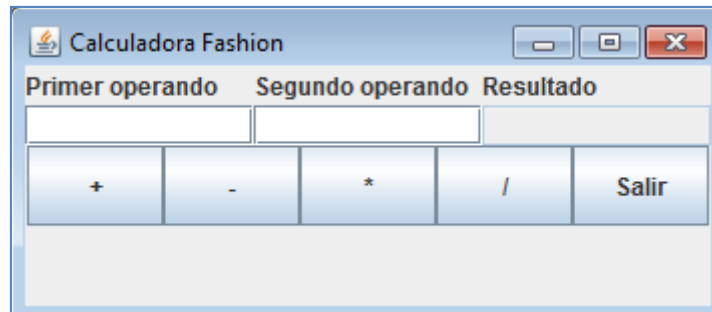 Calculadora Fashion
Primer operando Segundo operando Resultado
+ - * / Salir